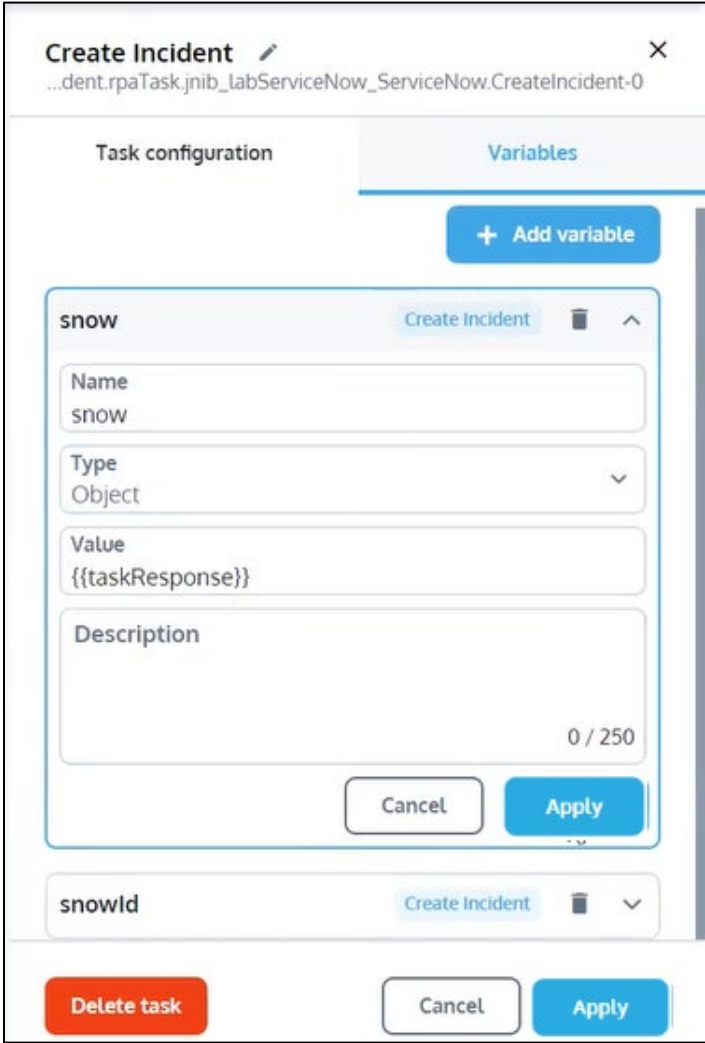 Create Incident
...dent.rpaTask.jnib_labServiceNow_ServiceNow.CreateIncident-0
Task configuration Variables
+ Add variable
snow Create Incident
Name
snow
Type
Object
Value
{{taskResponse}}
Description
0 / 250
Cancel Apply
snowId Create Incident
Delete task Cancel Apply